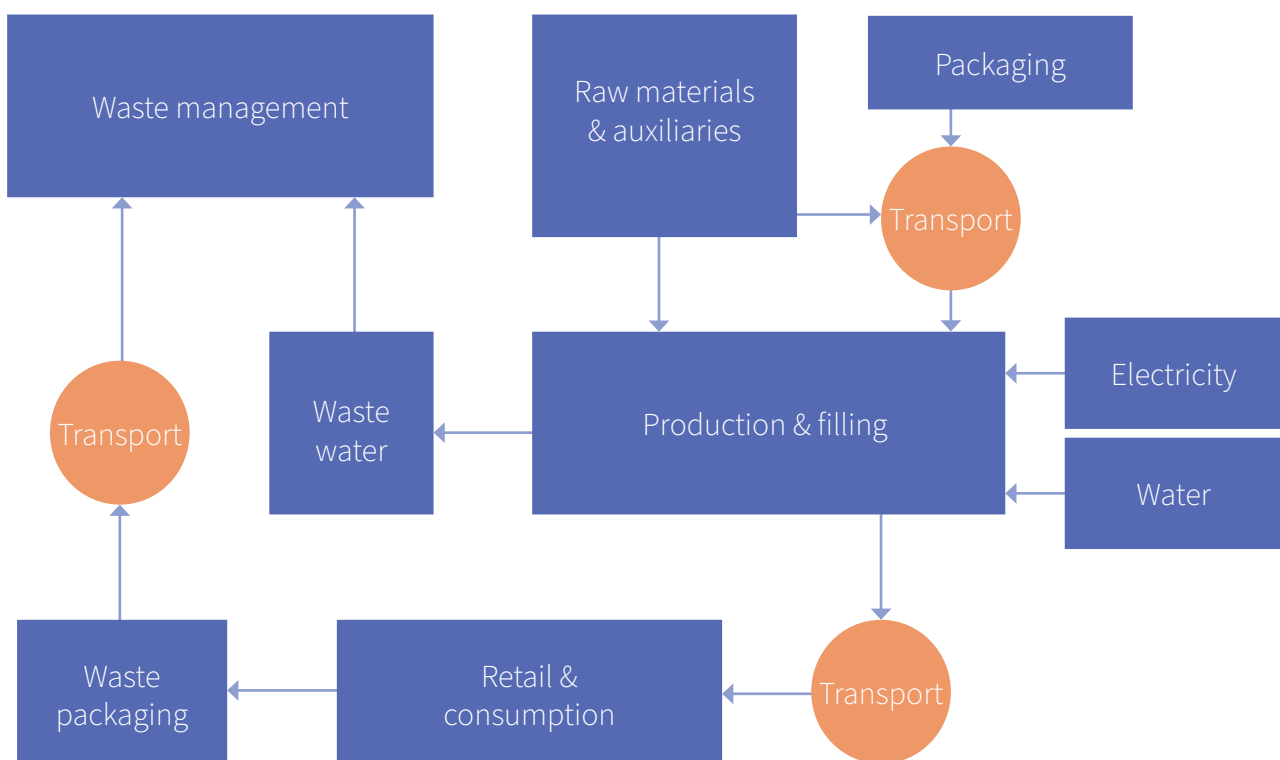 Waste management
Raw materials
& auxiliaries
Packaging
Transport
Electricity
Waste
water
Production & filling
Transport
Water
Waste
packaging
Retail &
consumption
Transport